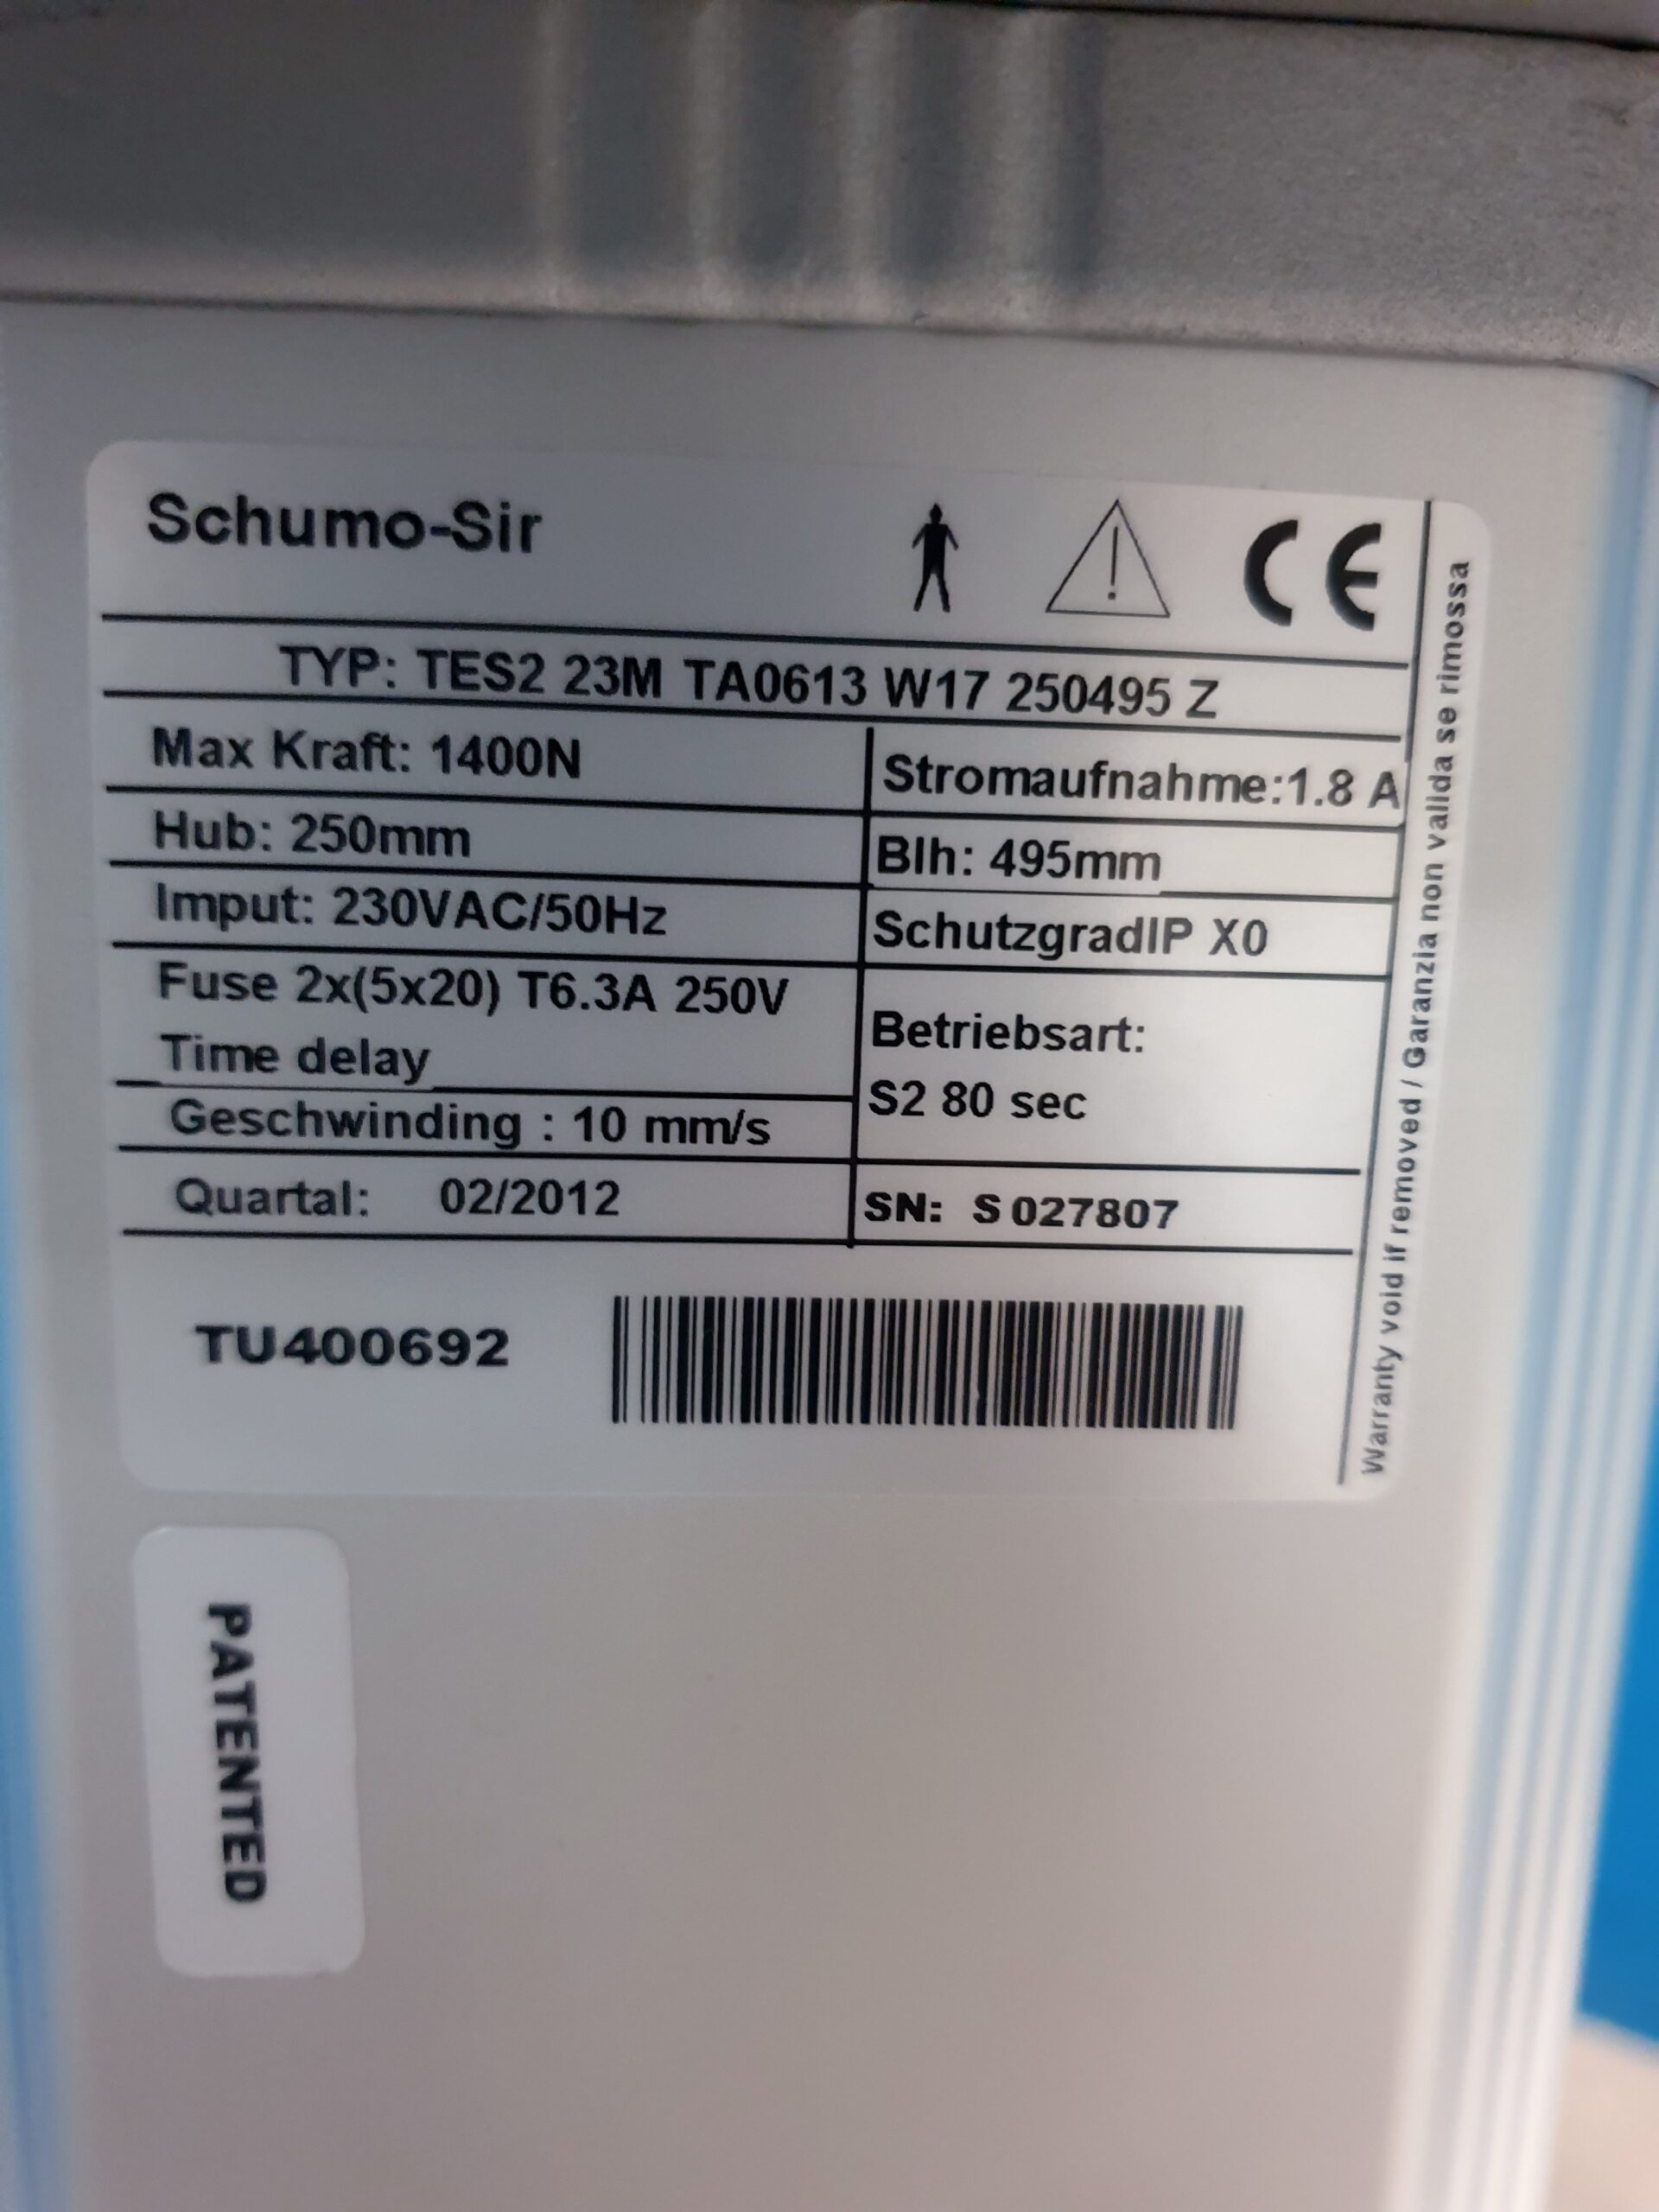 Schumo-Sir
CE
TYP: TES2 23M TA0613 W17 250495 Z
Max Kraft: 1400N
Stromaufnahme:1.8 A
Hub: 250mm
Blh: 495mm
Imput: 230VAC/50Hz
SchutzgradIP X0
Fuse 2x(5x20) T6.3A 250V
Time delay
Betriebsart:
S2 80 sec
Geschwinding : 10 mm/s
Quartal: 02/2012
SN: S 027807
TU400692
Warranty void if removed / Garanzia non valida se rimossa
PATENTED